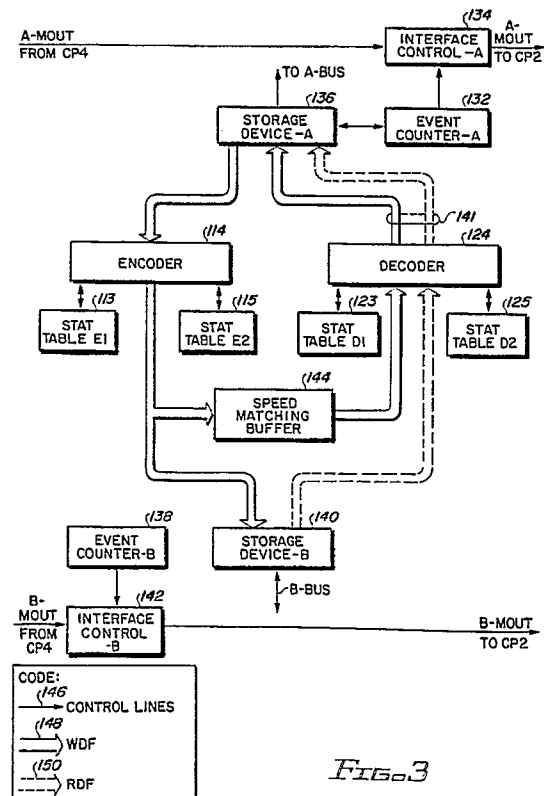 134
A-MOUT
FROM CP4
INTERFACE
CONTROL-A
A-
MOUT
TO CP2
TO A-BUS
136
STORAGE
DEVICE-A
132
EVENT
COUNTER-A
141
114
ENCODER
124
DECODER
113
STAT
TABLE E1
115
STAT
TABLE E2
123
STAT
TABLE D1
125
STAT
TABLE D2
144
SPEED
MATCHING
BUFFER
138
EVENT
COUNTER-B
140
STORAGE
DEVICE-B
B-BUS
B-
MOUT
FROM
CP4
142
INTERFACE
CONTROL
-B
B-MOUT
TO CP2
CODE:
146
CONTROL LINES
148
WDF
150
RDF
FIG. 3